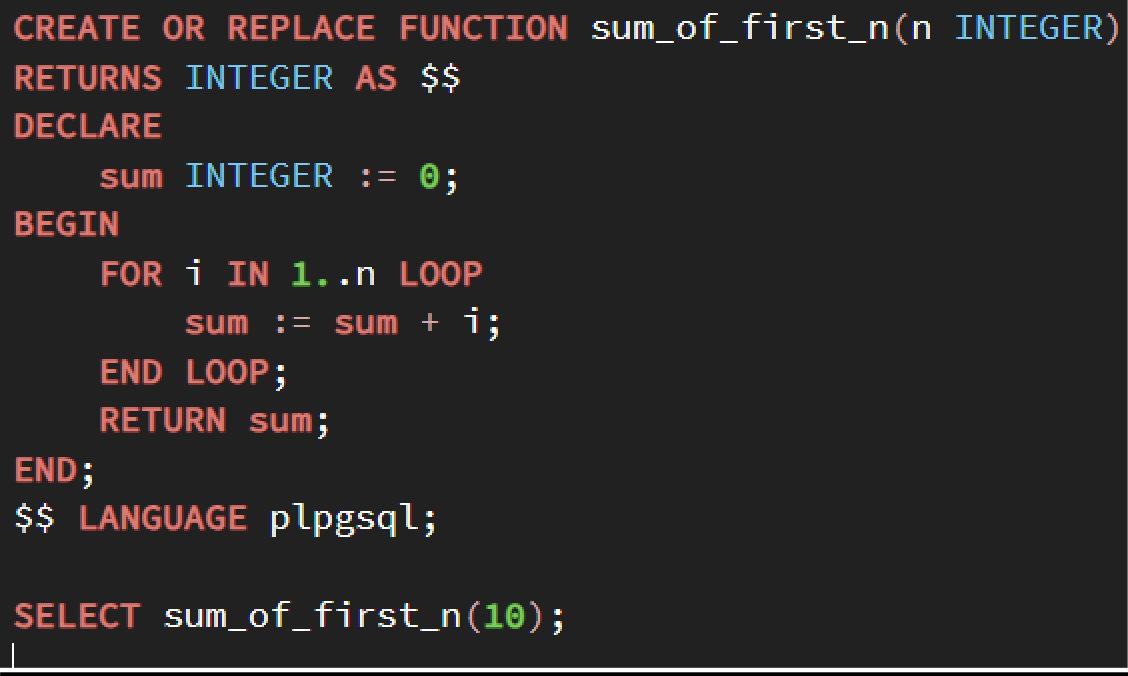 CREATE OR REPLACE FUNCTION sum_of_first_n(n INTEGER)
RETURNS INTEGER AS $$
DECLARE
    sum INTEGER := 0;
BEGIN
    FOR i IN 1..n LOOP
        sum := sum + i;
    END LOOP;
    RETURN sum;
END;
$$ LANGUAGE plpgsql;

SELECT sum_of_first_n(10);